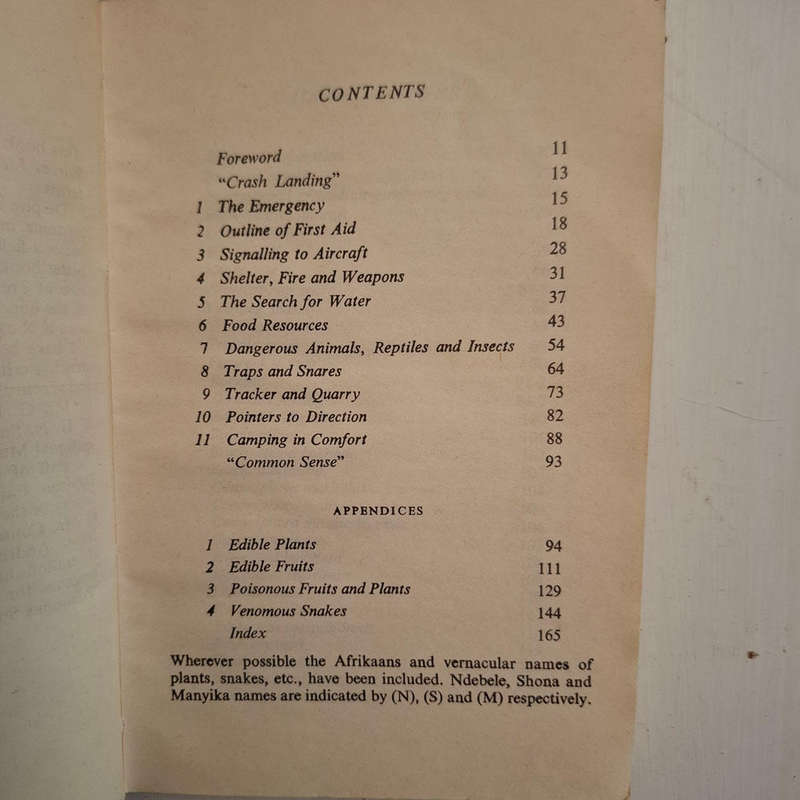 CONTENTS
Foreword 11
“Crash Landing” 13
1 The Emergency 15
2 Outline of First Aid 18
3 Signalling to Aircraft 28
4 Shelter, Fire and Weapons 31
5 The Search for Water 37
6 Food Resources 43
7 Dangerous Animals, Reptiles and Insects 54
8 Traps and Snares 64
9 Tracker and Quarry 73
10 Pointers to Direction 82
11 Camping in Comfort 88
“Common Sense” 93
APPENDICES
1 Edible Plants 94
2 Edible Fruits 111
3 Poisonous Fruits and Plants 129
4 Venomous Snakes 144
Index 165
Wherever possible the Afrikaans and vernacular names of
plants, snakes, etc., have been included. Ndebele, Shona and
Manyika names are indicated by (N), (S) and (M) respectively.